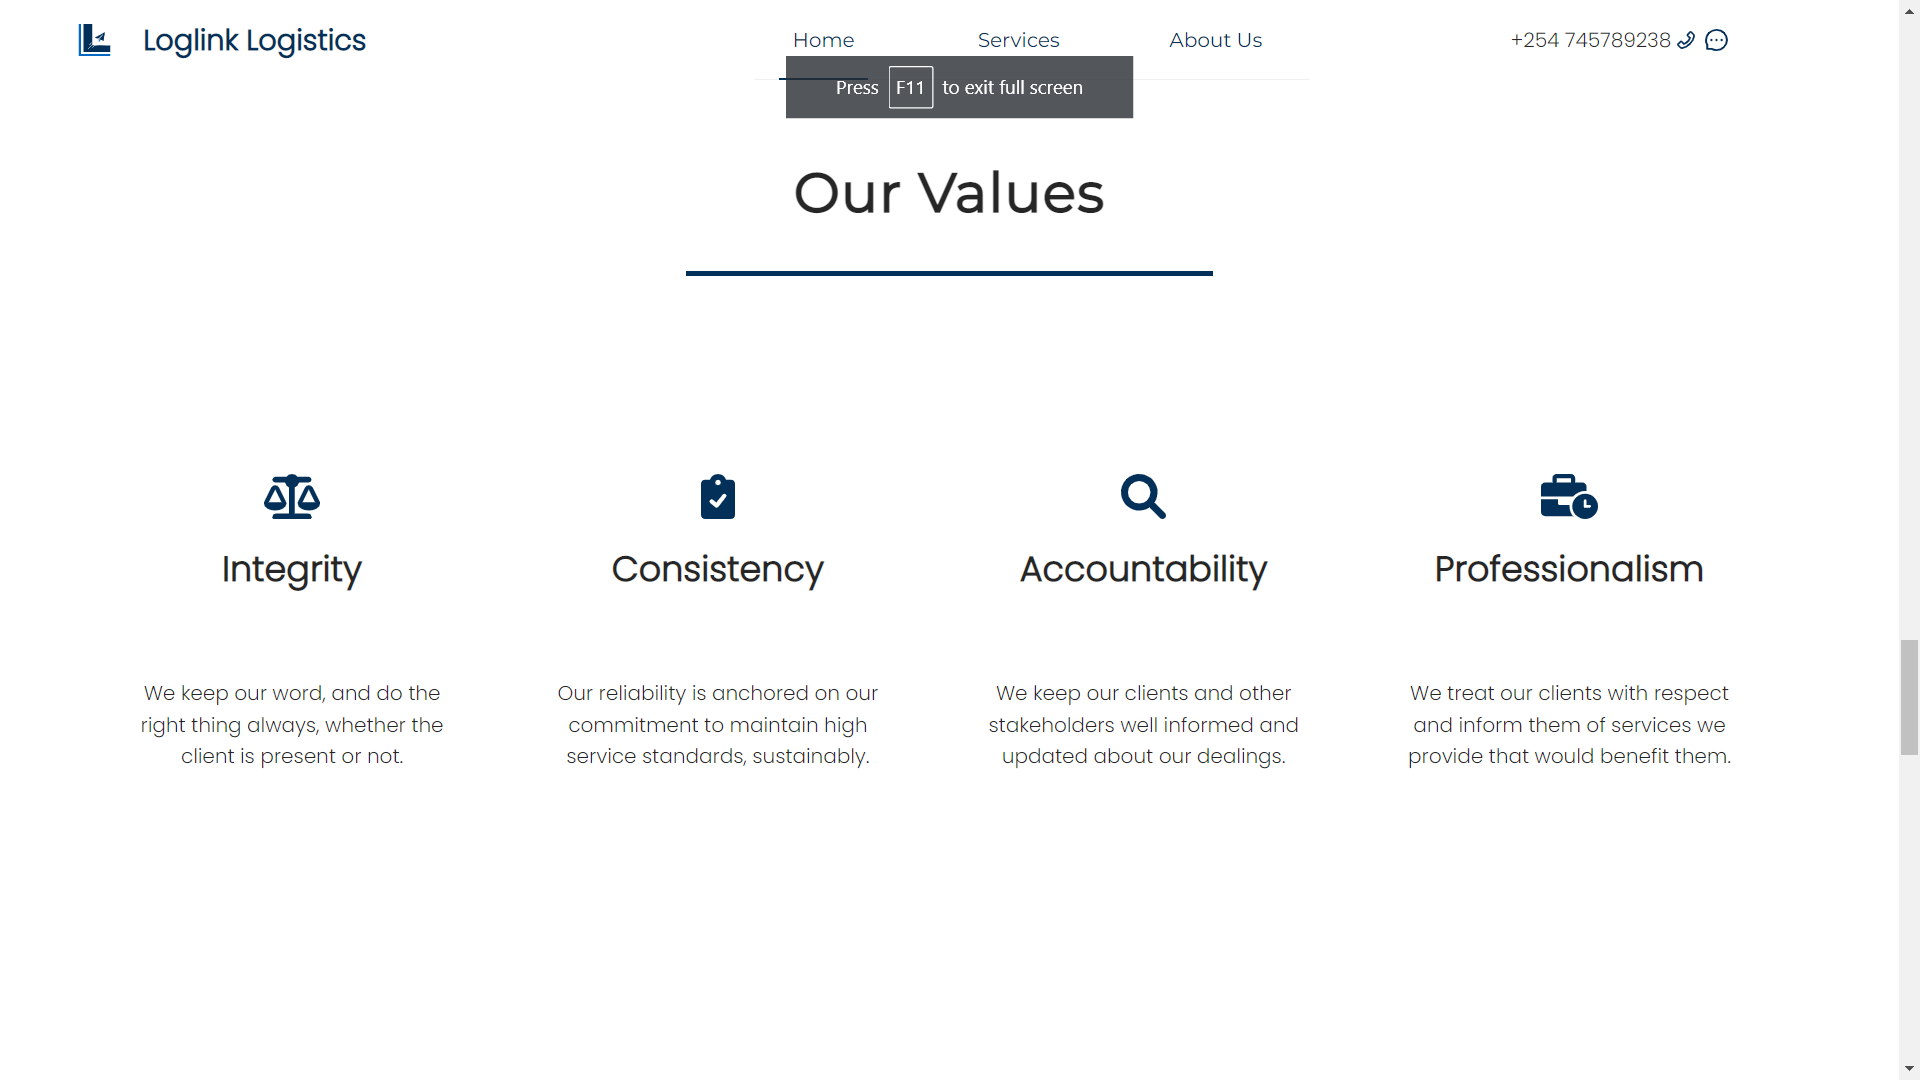 Loglink Logistics
Home
Services
About Us
+254 745789238
Press F11 to exit full screen
Our Values
Integrity
We keep our word, and do the
right thing always, whether the
client is present or not.
Consistency
Our reliability is anchored on our
commitment to maintain high
service standards, sustainably.
Accountability
We keep our clients and other
stakeholders well informed and
updated about our dealings.
Professionalism
We treat our clients with respect
and inform them of services we
provide that would benefit them.